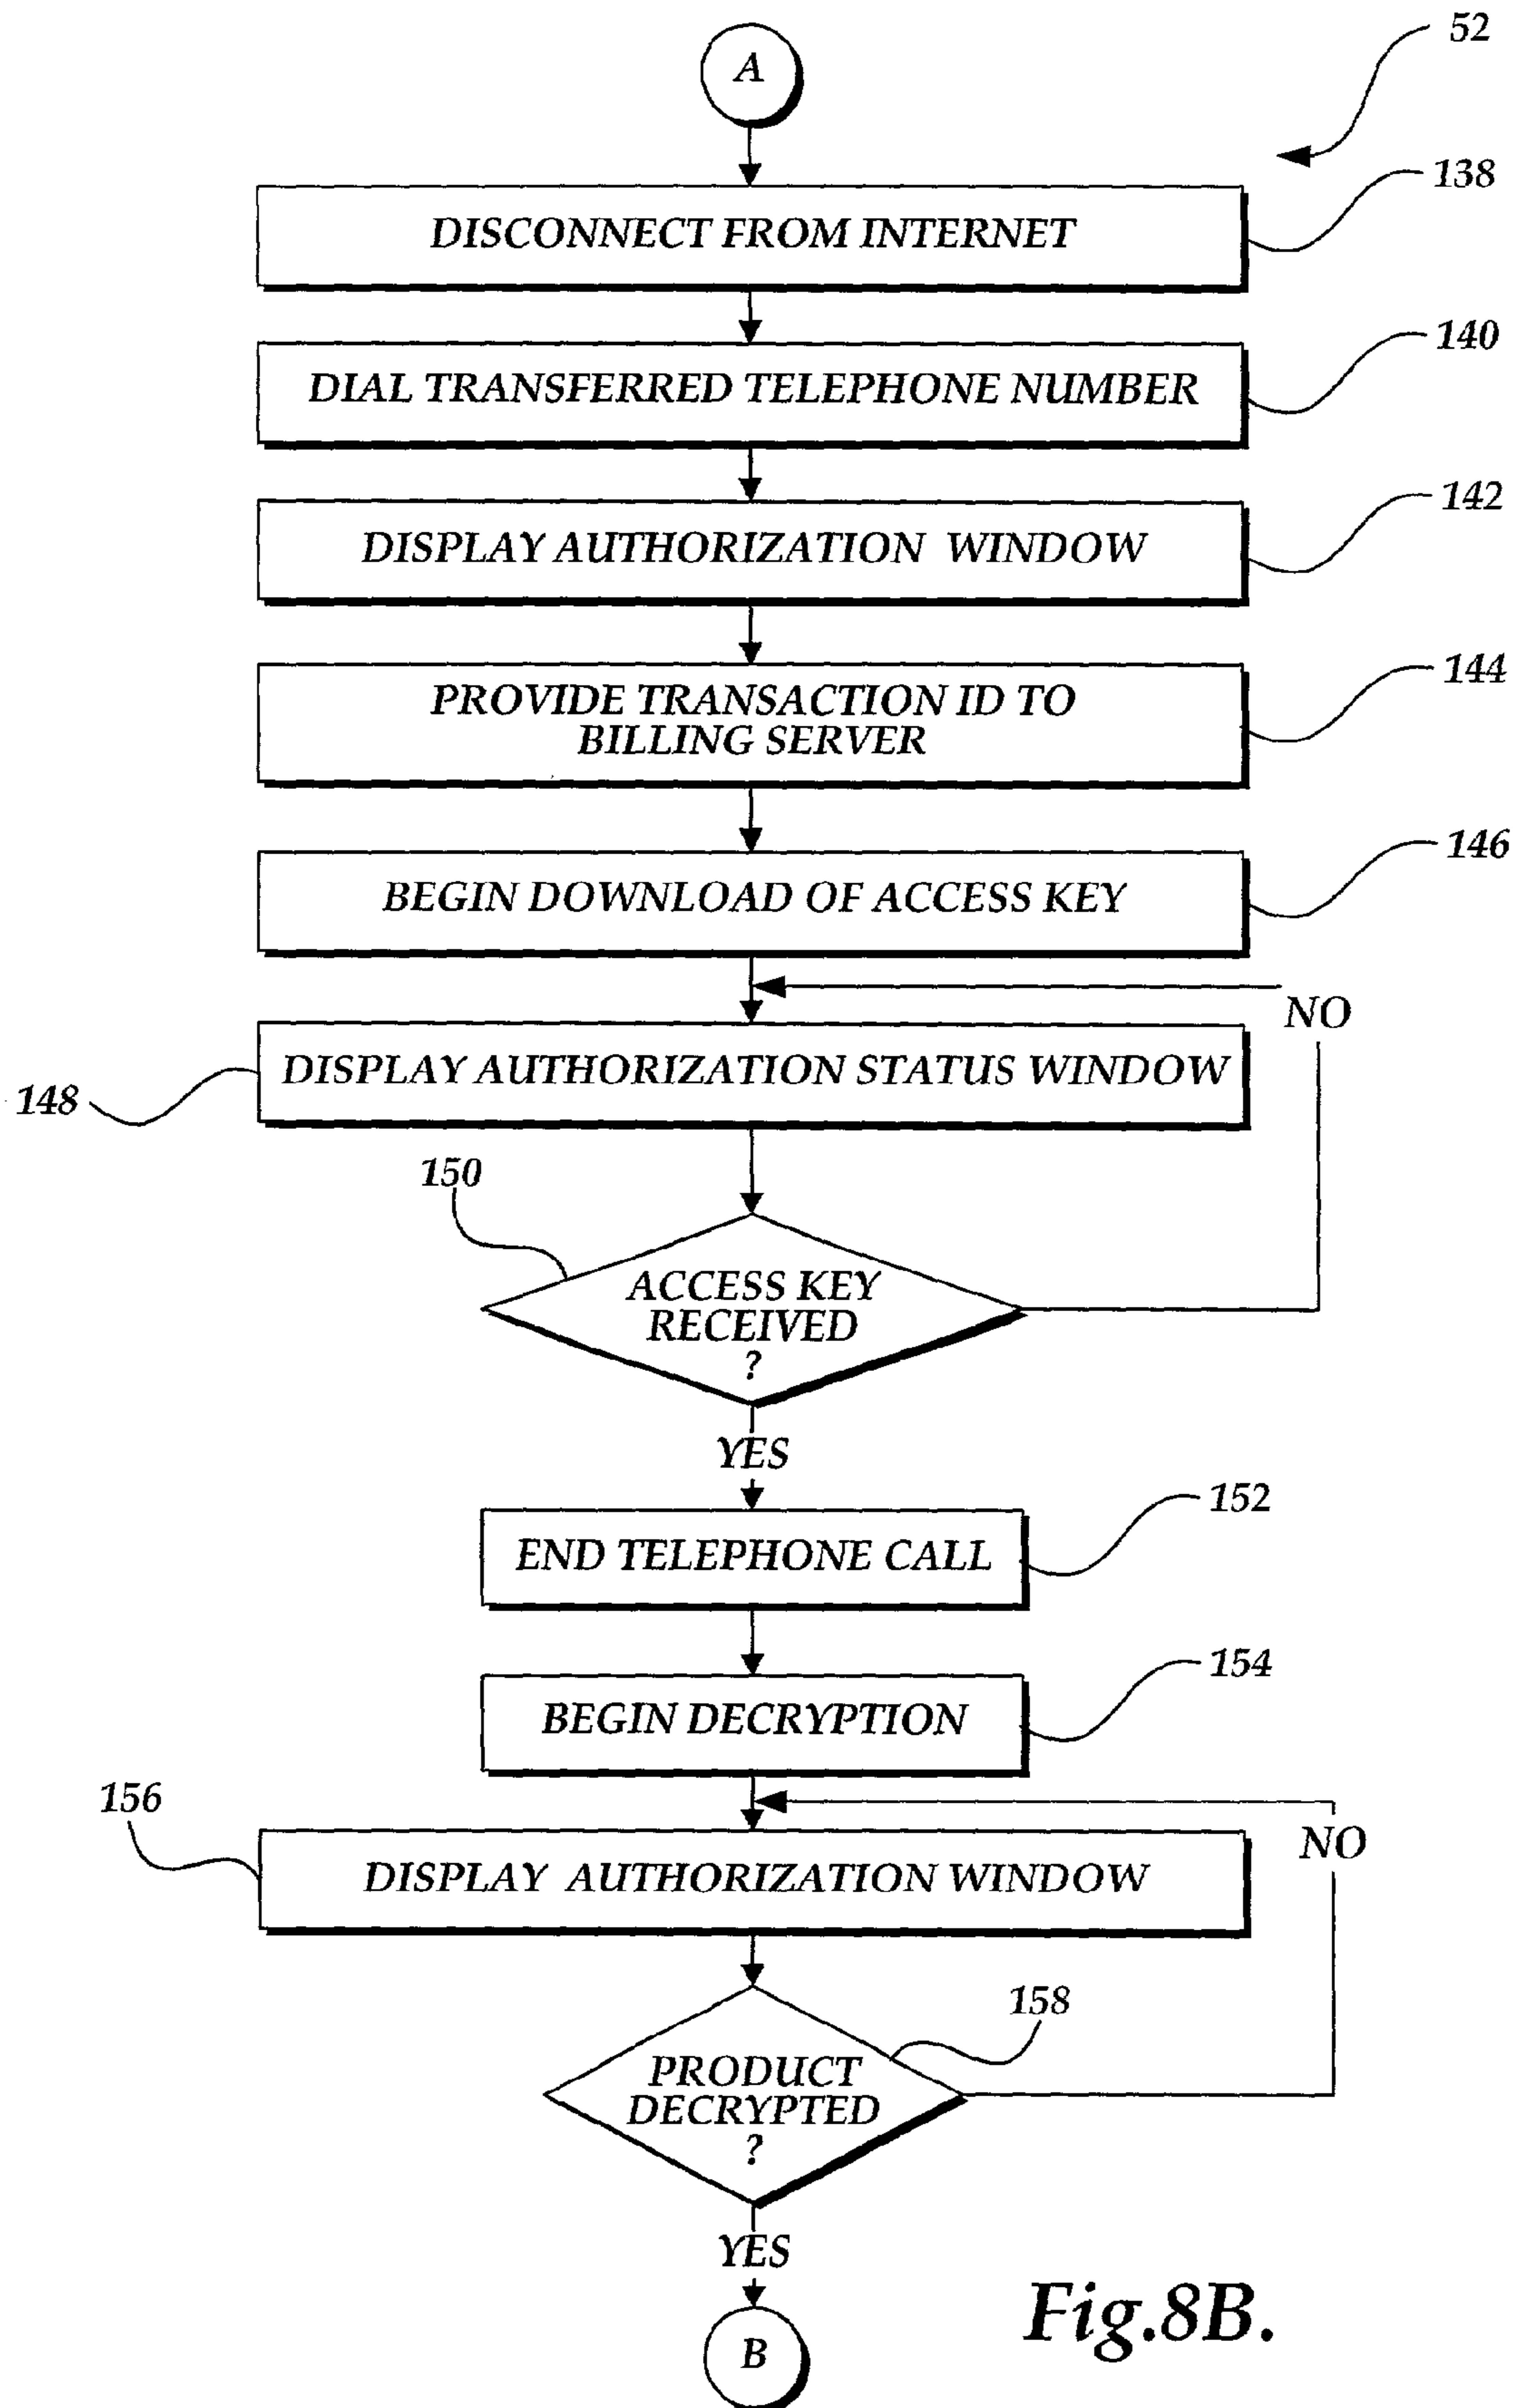 A
52
138
DISCONNECT FROM INTERNET
140
DIAL TRANSFERRED TELEPHONE NUMBER
142
DISPLAY AUTHORIZATION WINDOW
144
PROVIDE TRANSACTION ID TO
BILLING SERVER
146
BEGIN DOWNLOAD OF ACCESS KEY
NO
DISPLAY AUTHORIZATION STATUS WINDOW
148
150
ACCESS KEY
RECEIVED
?
YES
152
END TELEPHONE CALL
154
BEGIN DECRYPTION
156
NO
DISPLAY AUTHORIZATION WINDOW
158
PRODUCT
DECRYPTED
?
YES
B
Fig.8B.